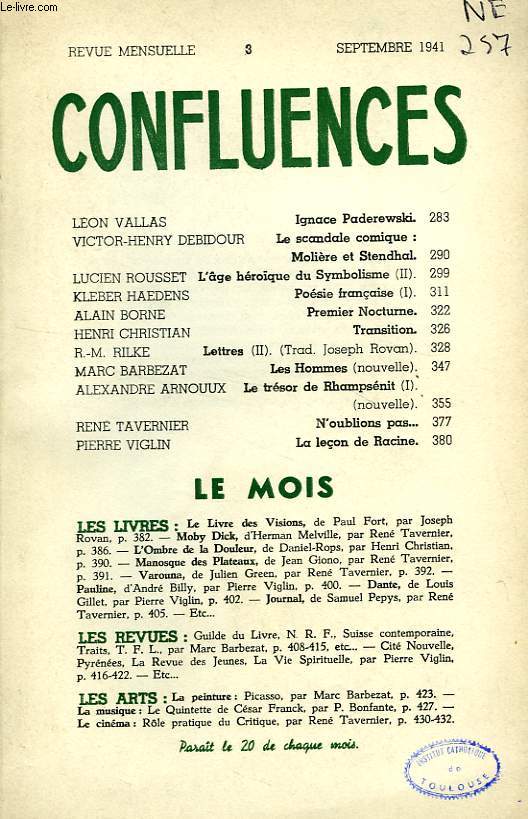 Le-livre.com
NE
257
REVUE MENSUELLE 3 SEPTEMBRE 1941
CONFLUENCES
LÉON VALLAS Ignace Paderewski. 283
VICTOR-HENRY DEBIDOUR Le scandale comique :
Molière et Stendhal. 290
LUCIEN ROUSSET L'âge héroïque du Symbolisme (II). 299
KLEBER HAEDENS Poésie française (I). 311
ALAIN BORNE Premier Nocturne. 322
HENRI CHRISTIAN Transition. 326
R.-M. RILKE Lettres (II). (Trad. Joseph Rovan). 328
MARC BARBEZAT Les Hommes (nouvelle). 347
ALEXANDRE ARNOUUX Le trésor de Rhampsénit (I).
(nouvelle). 355
RENÉ TAVERNIER N'oublions pas... 377
PIERRE VIGLIN La leçon de Racine. 380
LE MOIS
LES LIVRES : Le Livre des Visions, de Paul Fort, par Joseph
Rovan, p. 382. — Moby Dick, d'Herman Melville, par René Tavernier,
p. 386. — L'Ombre de la Douleur, de Daniel-Rops, par Henri Christian,
p. 390. — Manosque des Plateaux, de Jean Giono, par René Tavernier,
p. 391. — Varouna, de Julien Green, par René Tavernier, p. 392. —
Pauline, d'André Billy, par Pierre Viglin, p. 400. — Dante, de Louis
Gillet, par Pierre Viglin, p. 402. — Journal, de Samuel Pepys, par René
Tavernier, p. 405. — Etc...
LES REVUES : Guilde du Livre, N. R. F., Suisse contemporaine,
Traits, T. F. L., par Marc Barbezat, p. 408-415, etc... — Cité Nouvelle,
Pyrénées, La Revue des Jeunes, La Vie Spirituelle, par Pierre Viglin,
p. 416-422. — Etc...
LES ARTS : La peinture : Picasso, par Marc Barbezat, p. 423. —
La musique : Le Quintette de César Franck, par P. Bonfante, p. 427. —
Le cinéma : Rôle pratique du Critique, par René Tavernier, p. 430-432.
Paraît le 20 de chaque mois.
INSTITUT CATHOLIQUE
de
TOULOUSE